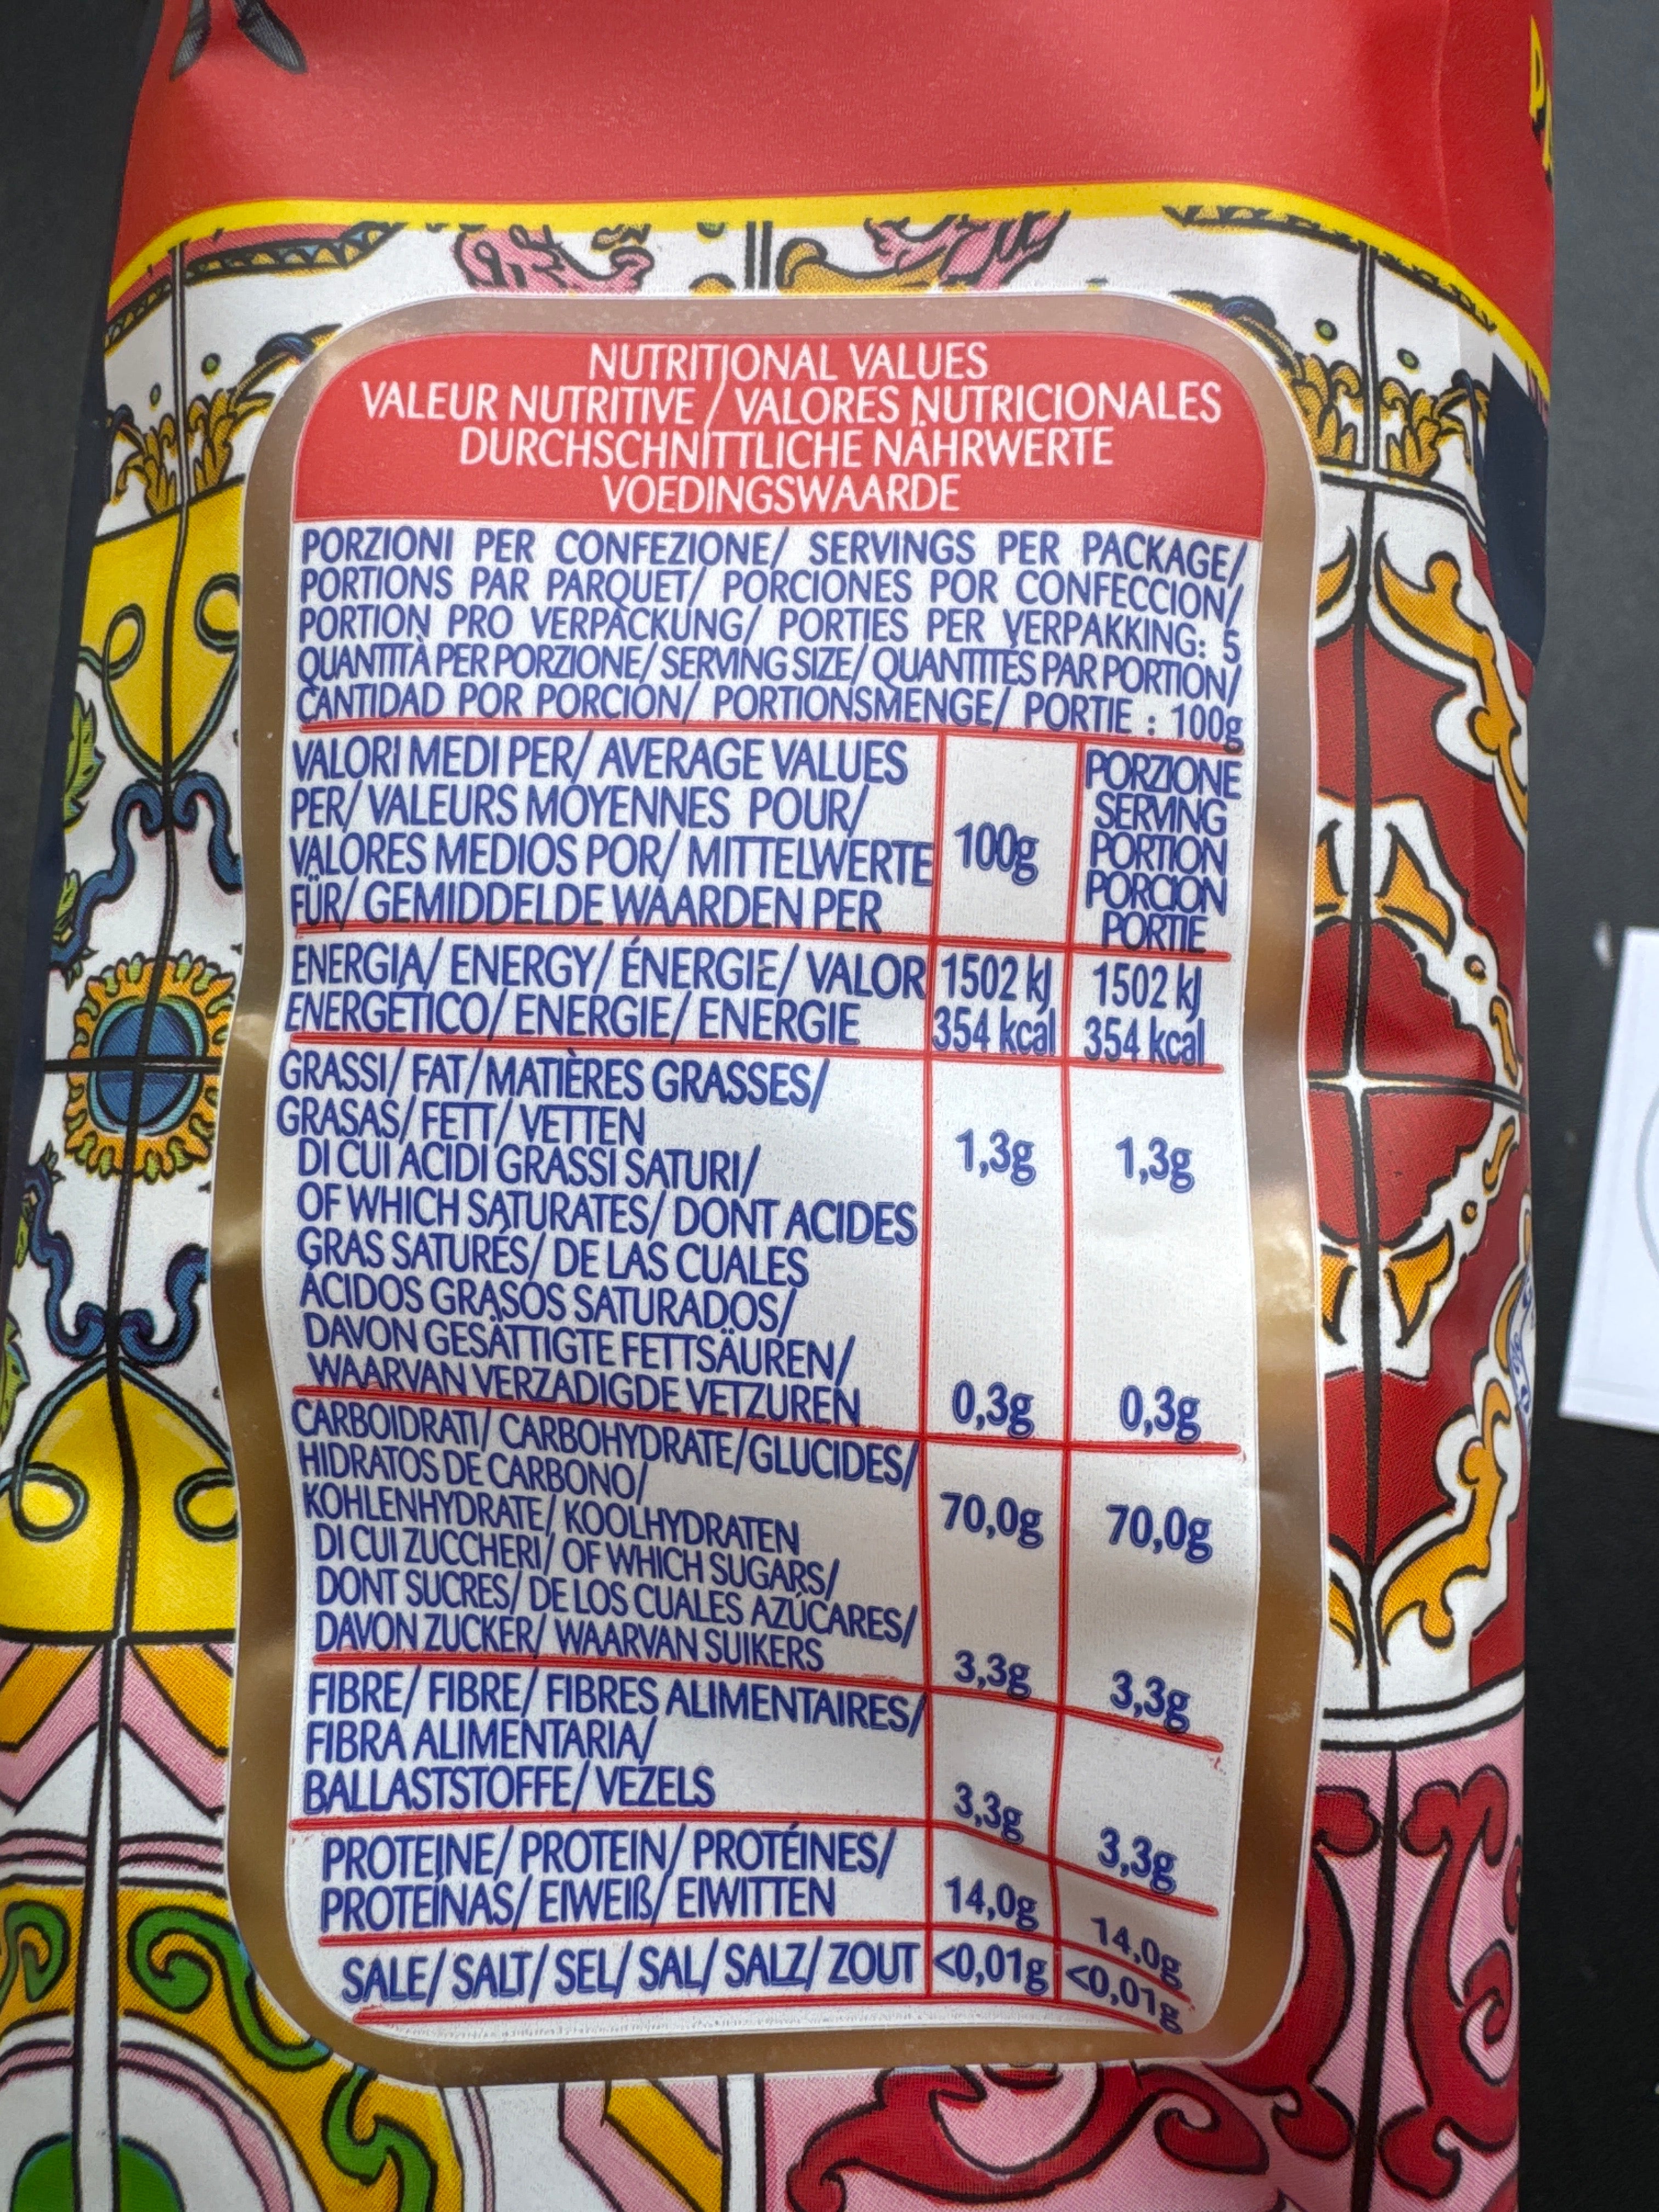 NUTRITIONAL VALUES
VALEUR NUTRITIVE / VALORES NUTRICIONALES
DURCHSCHNITTLICHE NÄHRWERTE
VOEDINGSWAARDE
PORZIONI PER CONFEZIONE/ SERVINGS PER PACKAGE/
PORTIONS PAR PARQUET/ PORCIONES POR CONFECCION/
PORTION PRO VERPACKUNG/ PORTIES PER VERPAKKING: 5
QUANTITÀ PER PORZIONE/ SERVING SIZE/ QUANTITÉS PAR PORTION/
CANTIDAD POR PORCIÓN/ PORTIONSMENGE/ PORTIE : 100g
VALORI MEDI PER/ AVERAGE VALUES
PER/ VALEURS MOYENNES POUR/
VALORES MEDIOS POR/ MITTELWERTE
FÜR/ GEMIDDELDE WAARDEN PER
100g
PORZIONE
SERVING
PORTION
PORCION
PORTIE
ENERGIA/ ENERGY/ ÉNERGIE/ VALOR 1502 kJ 1502 kJ
ENERGÉTICO/ ENERGIE/ ENERGIE 354 kcal 354 kcal
GRASSI/ FAT/ MATIÈRES GRASSES/
GRASAS/ FETT/ VETTEN 1,3g 1,3g
DI CUI ACIDI GRASSI SATURI/
OF WHICH SATURATES/ DONT ACIDES
GRAS SATURÉS/ DE LAS CUALES
ÁCIDOS GRASOS SATURADOS/
DAVON GESÄTTIGTE FETTSÄUREN/
WAARVAN VERZADIGDE VETZUREN 0,3g 0,3g
CARBOIDRATI/ CARBOHYDRATE/ GLUCIDES/
HIDRATOS DE CARBONO/
KOHLENHYDRATE/ KOOLHYDRATEN 70,0g 70,0g
DI CUI ZUCCHERI/ OF WHICH SUGARS/
DONT SUCRES/ DE LOS CUALES AZÚCARES/
DAVON ZUCKER/ WAARVAN SUIKERS 3,3g 3,3g
FIBRE/ FIBRE/ FIBRES ALIMENTAIRES/
FIBRA ALIMENTARIA/
BALLASTSTOFFE/ VEZELS 3,3g 3,3g
PROTEINE/ PROTEIN/ PROTÉINES/
PROTEÍNAS/ EIWEIß/ EIWITTEN 14,0g 14,0g
SALE/ SALT/ SEL/ SAL/ SALZ/ ZOUT <0,01g <0,01g